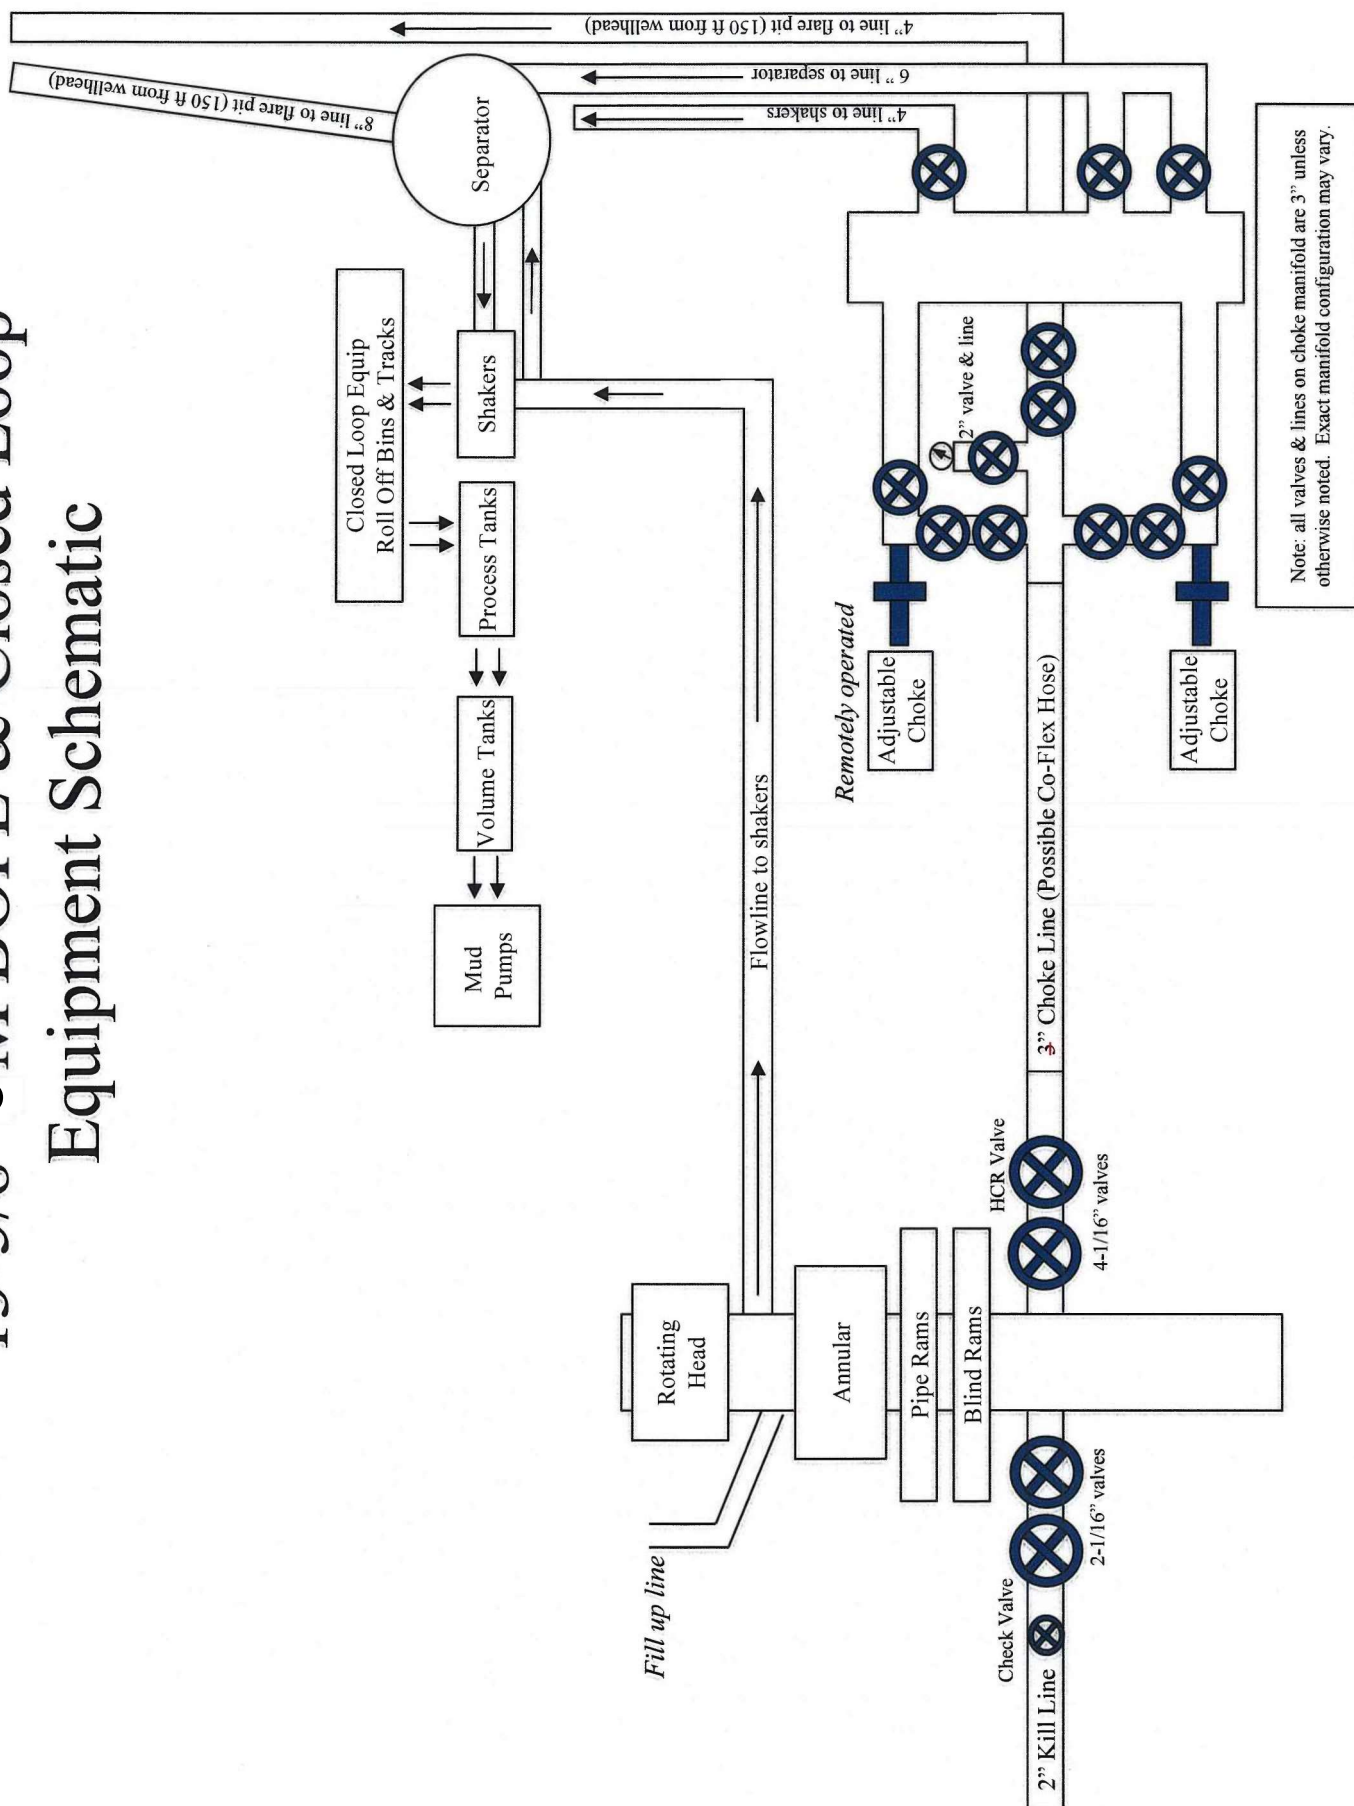 BOPE & Closed Loop
Equipment Schematic
8” line to flare pit (150 ft from wellhead)
4” line to flare pit (150 ft from wellhead)
Closed Loop Equip
Roll Off Bins & Tracks
Mud
Pumps
Volume Tanks
Process Tanks
Shakers
Separator
6” line to separator
4” line to shakers
Fill up line
Rotating
Head
Flowline to shakers
Annular
Remotely operated
Adjustable
Choke
Pipe Rams
Blind Rams
2” valve & line
Check Valve
HCR Valve
2” Kill Line
3” Choke Line (Possible Co-Flex Hose)
2-1/16” valves
4-1/16” valves
Adjustable
Choke
Note: all valves & lines on choke manifold are 3” unless
otherwise noted. Exact manifold configuration may vary.